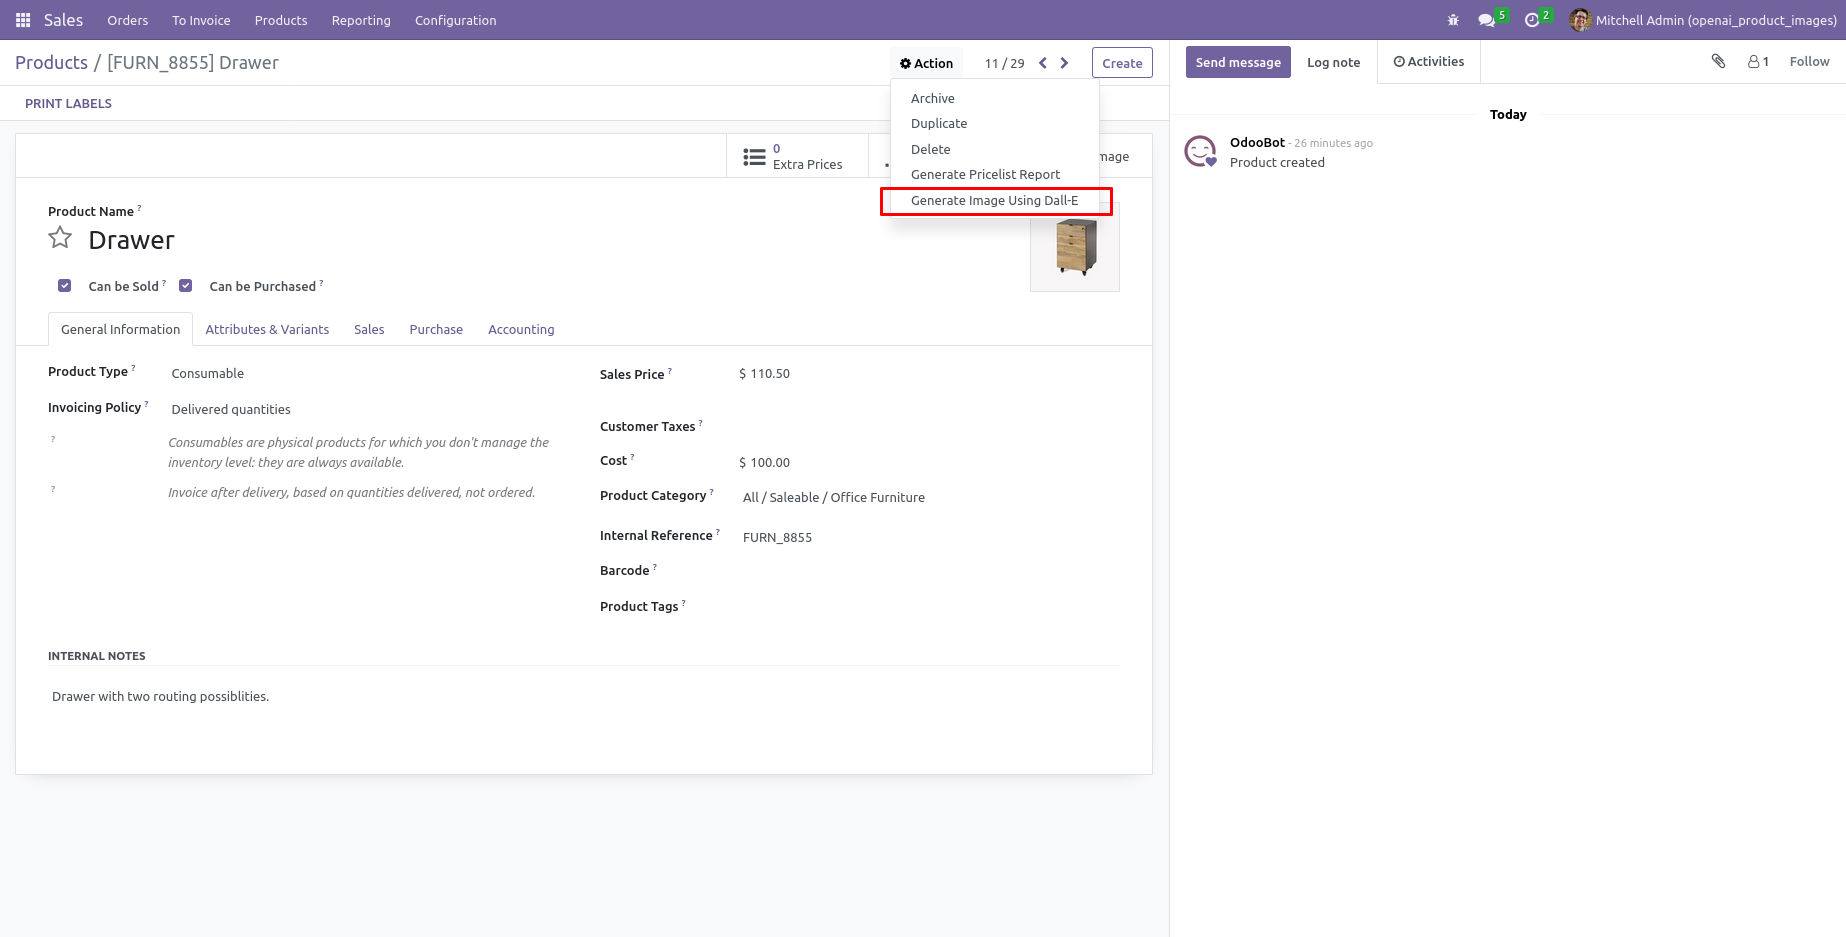 Sales Orders To Invoice Products Reporting Configuration 5 2 Mitchell Admin (openai_product_images)
Products / [FURN_8855] Drawer Action 11 / 29 Create
Send message Log note Activities 1 Follow
PRINT LABELS
Archive
Duplicate
Delete
Generate Pricelist Report
Generate Image Using Dall-E
0
Extra Prices
mage
Today
OdooBot - 26 minutes ago
Product created
Product Name ?
Drawer
Can be Sold ? Can be Purchased ?
General Information Attributes & Variants Sales Purchase Accounting
Product Type ? Consumable
Invoicing Policy ? Delivered quantities
? Consumables are physical products for which you don't manage the
inventory level: they are always available.
? Invoice after delivery, based on quantities delivered, not ordered.
Sales Price ? $ 110.50
Customer Taxes ?
Cost ? $ 100.00
Product Category ? All / Saleable / Office Furniture
Internal Reference ? FURN_8855
Barcode ?
Product Tags ?
INTERNAL NOTES
Drawer with two routing possiblities.